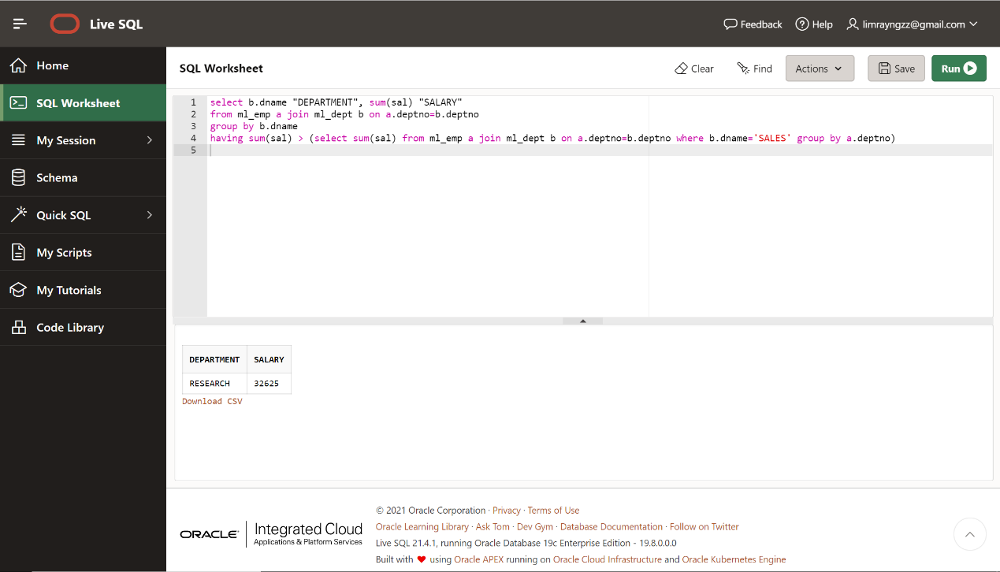 Live SQL
Feedback
Help
limrayngzz@gmail.com
Home
SQL Worksheet
My Session
Schema
Quick SQL
My Scripts
My Tutorials
Code Library
SQL Worksheet
Clear
Find
Actions
Save
Run
1 select b.dname "DEPARTMENT", sum(sal) "SALARY"
2 from ml_emp a join ml_dept b on a.deptno=b.deptno
3 group by b.dname
4 having sum(sal) > (select sum(sal) from ml_emp a join ml_dept b on a.deptno=b.deptno where b.dname='SALES' group by a.deptno)
5
DEPARTMENT SALARY
RESEARCH 32625
Download CSV
ORACLE Integrated Cloud
Applications & Platform Services
© 2021 Oracle Corporation · Privacy · Terms of Use
Oracle Learning Library · Ask Tom · Dev Gym · Database Documentation · Follow on Twitter
Live SQL 21.4.1, running Oracle Database 19c Enterprise Edition - 19.8.0.0.0
Built with ❤ using Oracle APEX running on Oracle Cloud Infrastructure and Oracle Kubernetes Engine